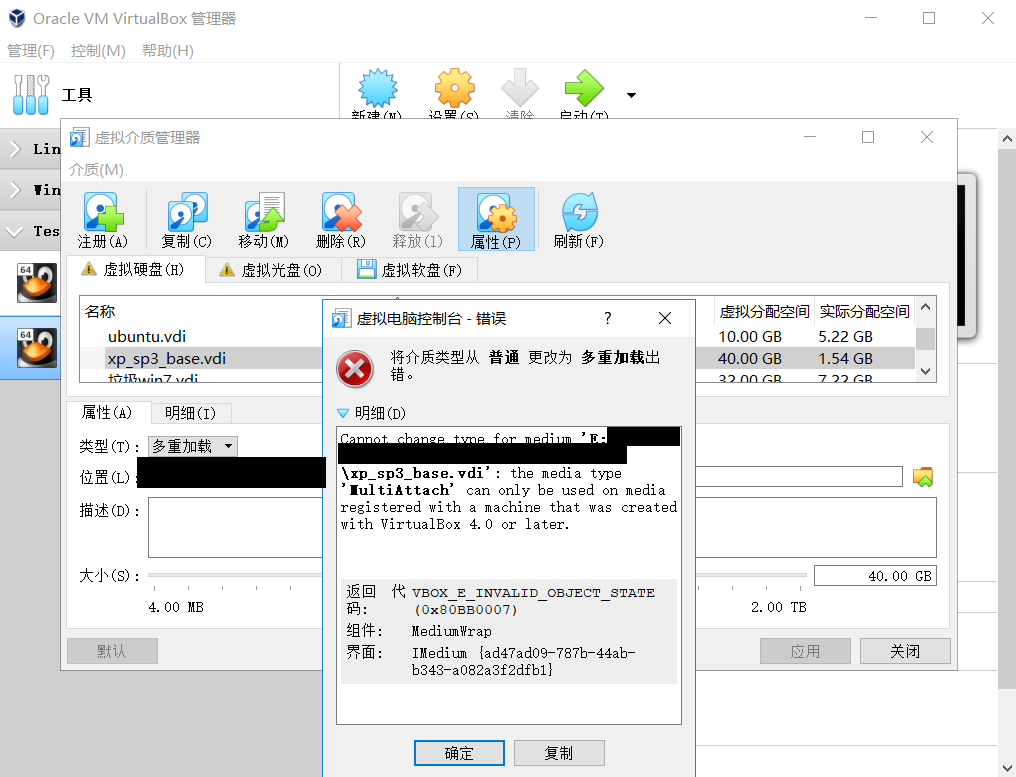 Oracle VM VirtualBox 管理器
管理(F) 控制(M) 帮助(H)
工具
新建(N) 设置(S) 清除 启动(T)
Lin
Win
Tes
64
64
虚拟介质管理器
介质(M)
注册(A) 复制(C) 移动(M) 删除(R) 释放(l) 属性(P) 刷新(F)
虚拟硬盘(H) 虚拟光盘(O) 虚拟软盘(F)
名称 虚拟分配空间 实际分配空间
ubuntu.vdi 10.00 GB 5.22 GB
xp_sp3_base.vdi 40.00 GB 1.54 GB
垃圾win7.vdi 32.00 GB 7.22 GB
属性(A) 明细(I)
类型(T): 多重加载
位置(L):
描述(D):
大小(S): 40.00 GB
4.00 MB 2.00 TB
默认 应用 关闭
虚拟电脑控制台 - 错误 ?
将介质类型从 普通 更改为 多重加载出
错。
明细(D)
Cannot change type for medium 'E:
\xp_sp3_base.vdi': the media type
'MultiAttach' can only be used on media
registered with a machine that was created
with VirtualBox 4.0 or later.
返回 代码: VBOX_E_INVALID_OBJECT_STATE
(0x80BB0007)
组件: MediumWrap
界面: IMedium {ad47ad09-787b-44ab-
b343-a082a3f2dfb1}
确定 复制